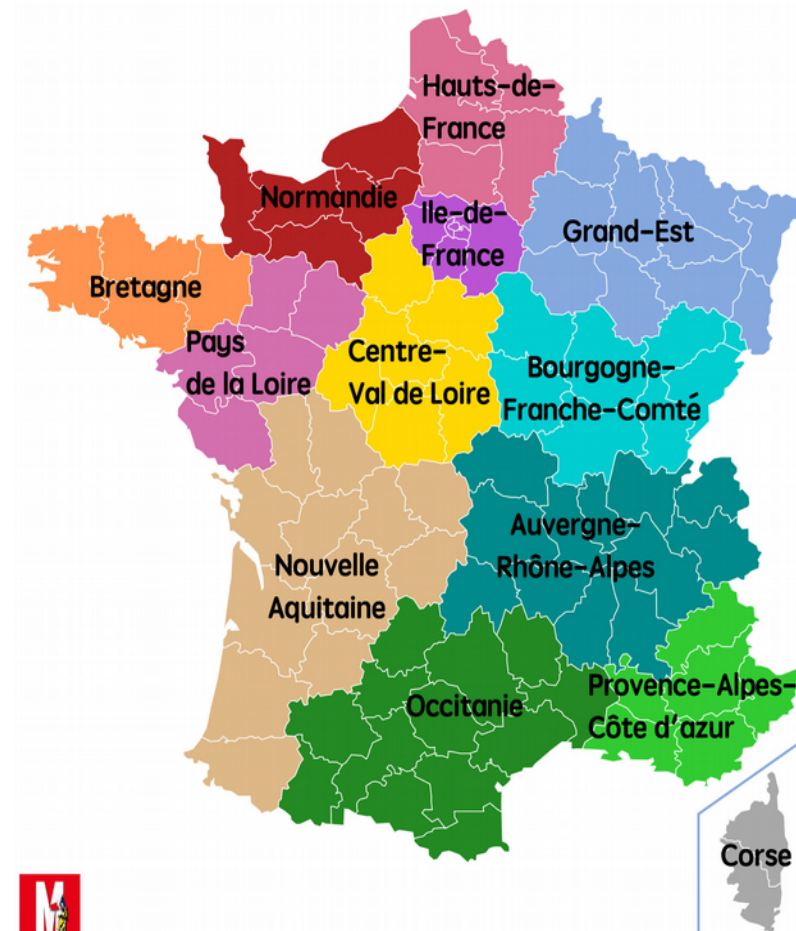 Hauts-de-
France
Normandie
Ile-de-
France
Grand-Est
Bretagne
Pays
de la Loire
Centre-
Val de Loire
Bourgogne-
Franche-Comté
Auvergne-
Rhône-Alpes
Nouvelle
Aquitaine
Occitanie
Provence-Alpes-
Côte d'azur
Corse
M